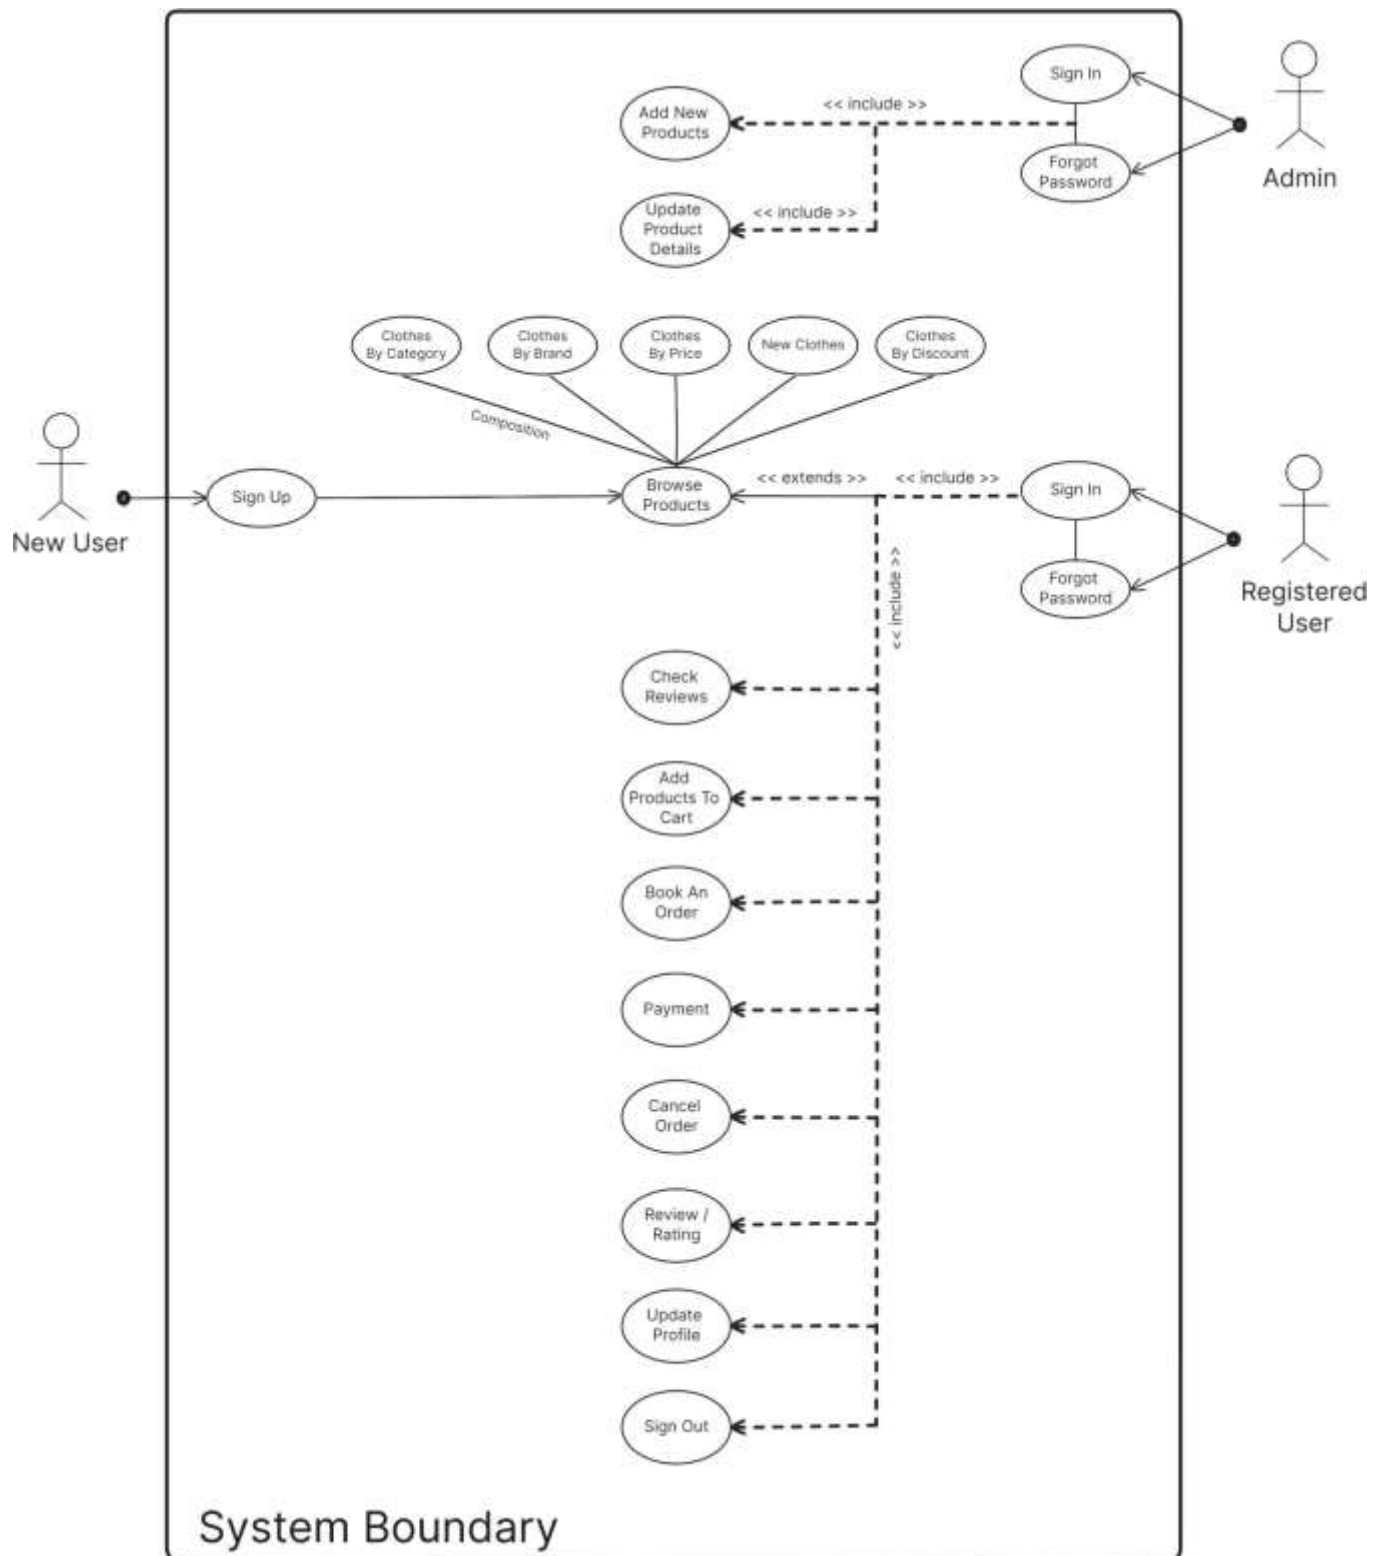 Sign In
<< include >>
Add New
Products
Forgot
Password
Admin
Update
Product
Details
<< include >>
Clothes
By Category
Clothes
By Brand
Clothes
By Price
New Clothes
Clothes
By Discount
Composition
New User
Sign Up
Browse
Products
<< extends >>
<< include >>
Sign In
<< include >>
Forgot
Password
Registered
User
Check
Reviews
Add
Products To
Cart
Book An
Order
Payment
Cancel
Order
Review /
Rating
Update
Profile
Sign Out
System Boundary